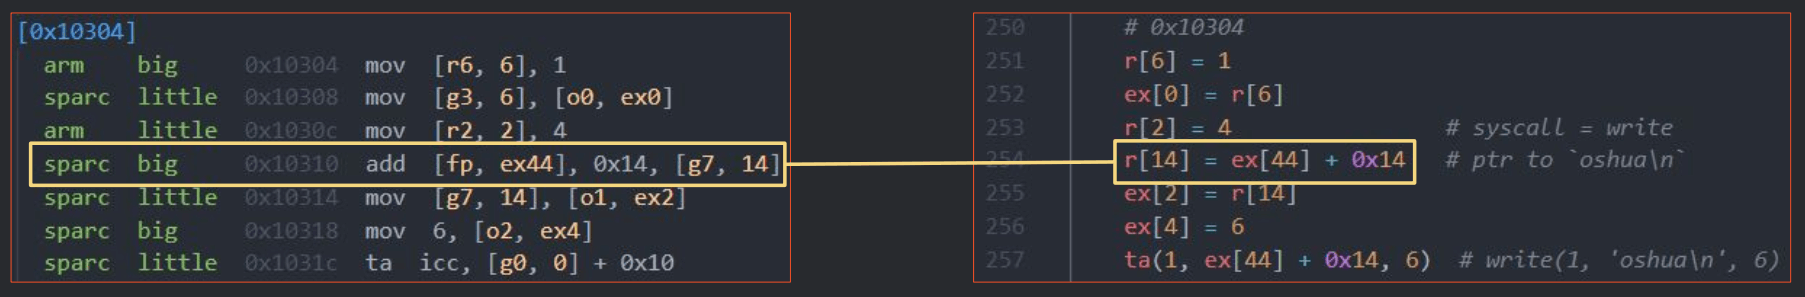 [0x10304]
arm big 0x10304 mov [r6, 6], 1
sparc little 0x10308 mov [g3, 6], [o0, ex0]
arm little 0x1030c mov [r2, 2], 4
sparc big 0x10310 add [fp, ex44], 0x14, [g7, 14]
sparc little 0x10314 mov [g7, 14], [o1, ex2]
sparc big 0x10318 mov 6, [o2, ex4]
sparc little 0x1031c ta icc, [g0, 0] + 0x10
250 # 0x10304
251 r[6] = 1
252 ex[0] = r[6]
253 r[2] = 4 # syscall = write
254 r[14] = ex[44] + 0x14 # ptr to `oshua\n`
255 ex[2] = r[14]
256 ex[4] = 6
257 ta(1, ex[44] + 0x14, 6) # write(1, 'oshua\n', 6)